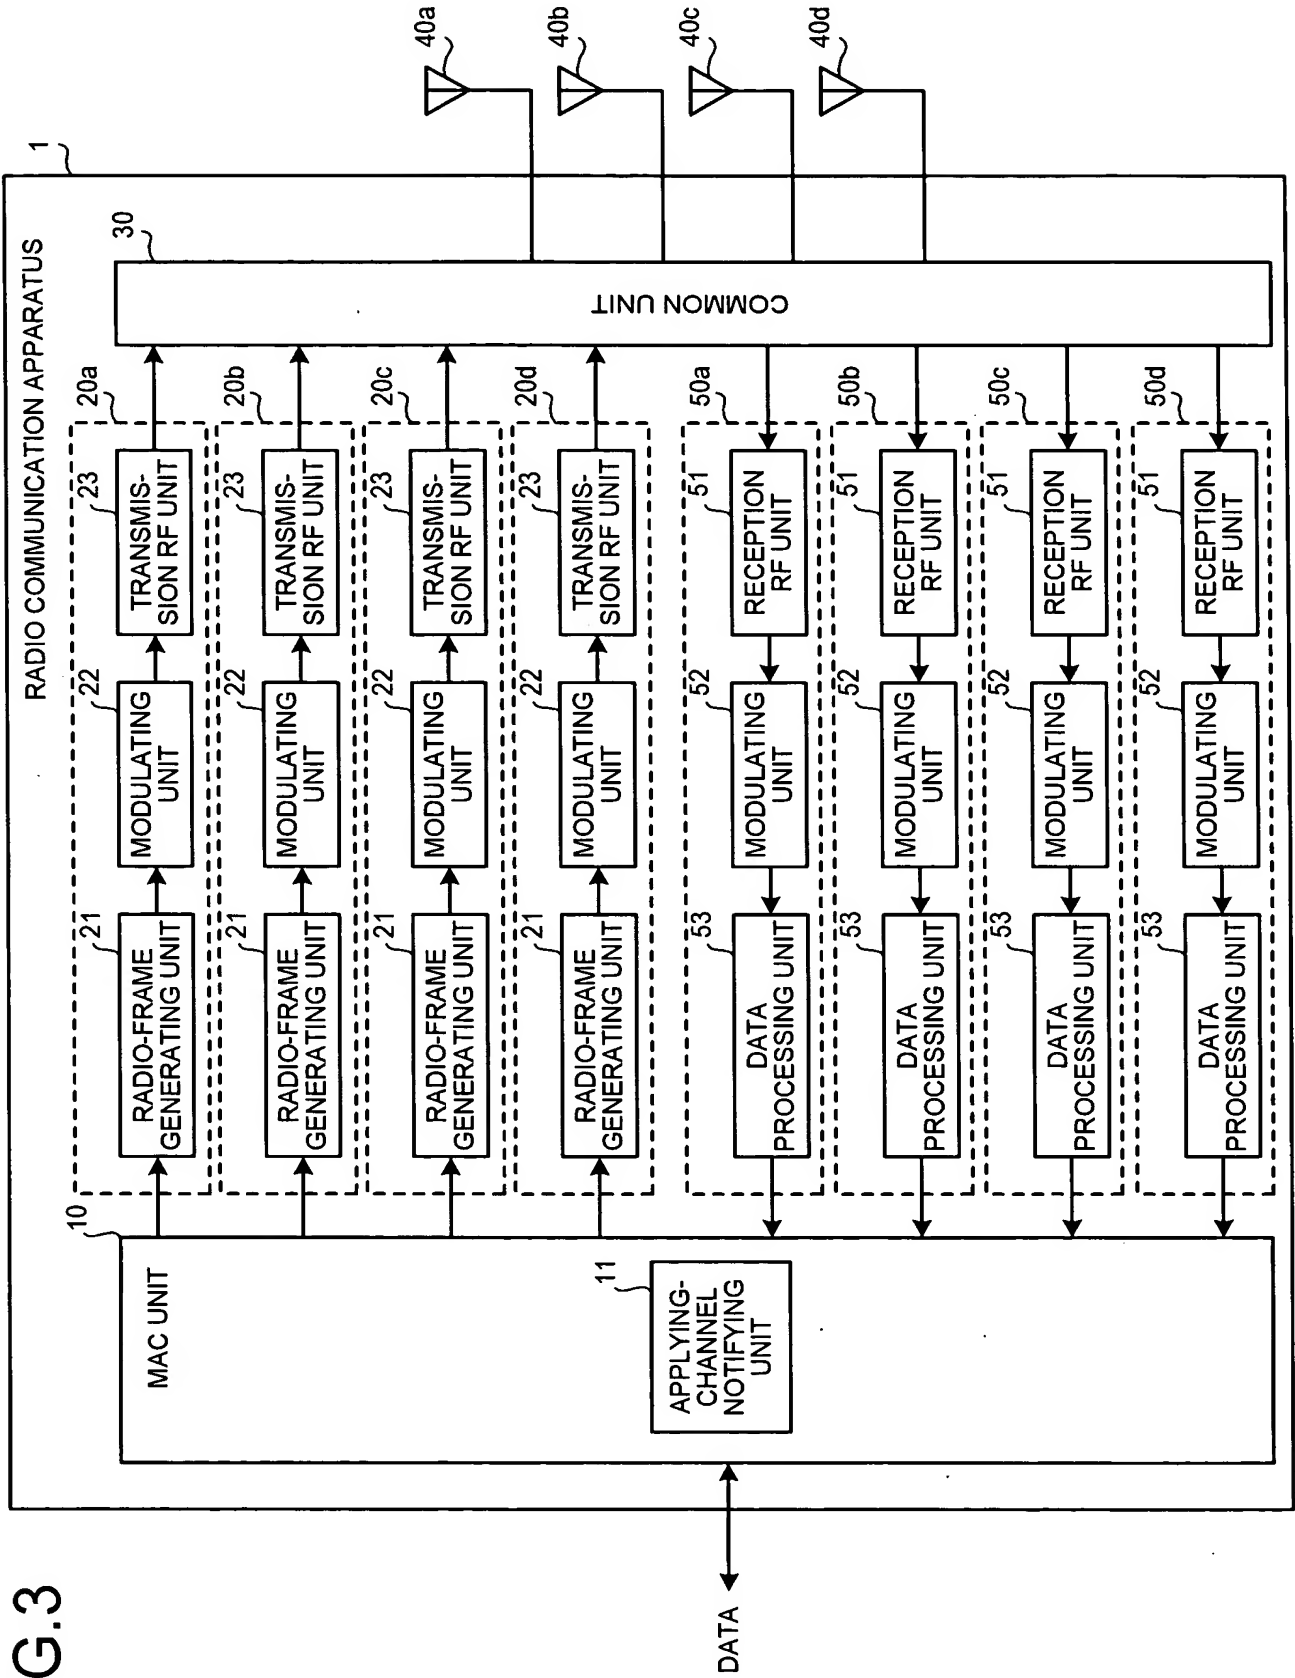 G.3
RADIO COMMUNICATION APPARATUS
1
DATA
10
MAC UNIT
11
APPLYING-
CHANNEL
NOTIFYING
UNIT
20a
21
RADIO-FRAME
GENERATING UNIT
22
MODULATING
UNIT
23
TRANSMIS-
SION RF UNIT
20b
21
RADIO-FRAME
GENERATING UNIT
22
MODULATING
UNIT
23
TRANSMIS-
SION RF UNIT
20c
21
RADIO-FRAME
GENERATING UNIT
22
MODULATING
UNIT
23
TRANSMIS-
SION RF UNIT
20d
21
RADIO-FRAME
GENERATING UNIT
22
MODULATING
UNIT
23
TRANSMIS-
SION RF UNIT
50a
53
DATA
PROCESSING UNIT
52
MODULATING
UNIT
51
RECEPTION
RF UNIT
50b
53
DATA
PROCESSING UNIT
52
MODULATING
UNIT
51
RECEPTION
RF UNIT
50c
53
DATA
PROCESSING UNIT
52
MODULATING
UNIT
51
RECEPTION
RF UNIT
50d
53
DATA
PROCESSING UNIT
52
MODULATING
UNIT
51
RECEPTION
RF UNIT
30
COMMON UNIT
40a
40b
40c
40d